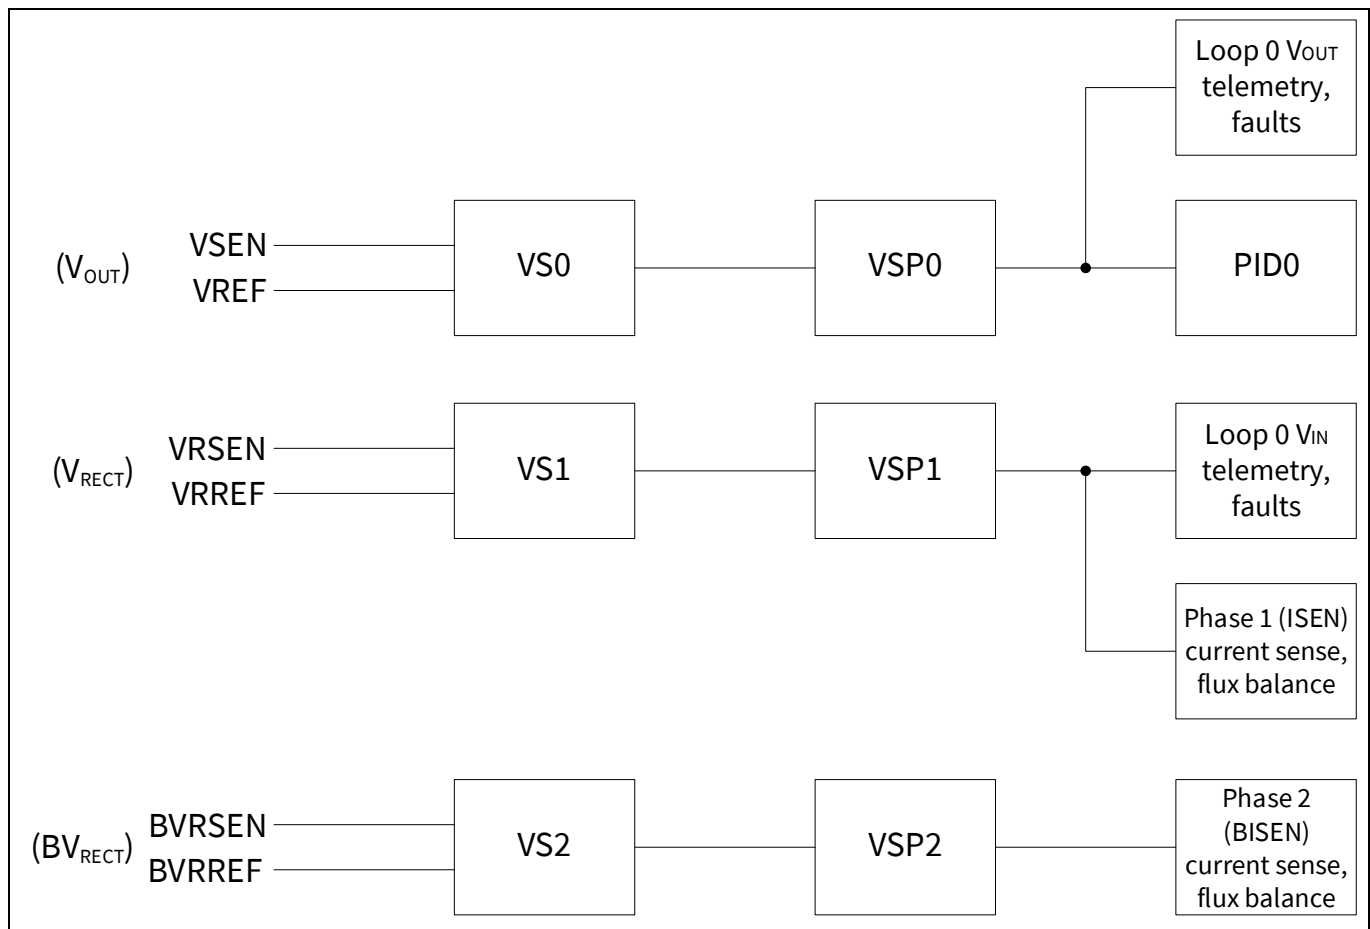 Loop 0 VOUT
telemetry,
faults
(VOUT)
VSEN
VREF
VS0
VSP0
PID0
(VRECT)
VRSEN
VRREF
VS1
VSP1
Loop 0 VIN
telemetry,
faults
Phase 1 (ISEN)
current sense,
flux balance
(BVRECT)
BVRSEN
BVRREF
VS2
VSP2
Phase 2
(BISEN)
current sense,
flux balance